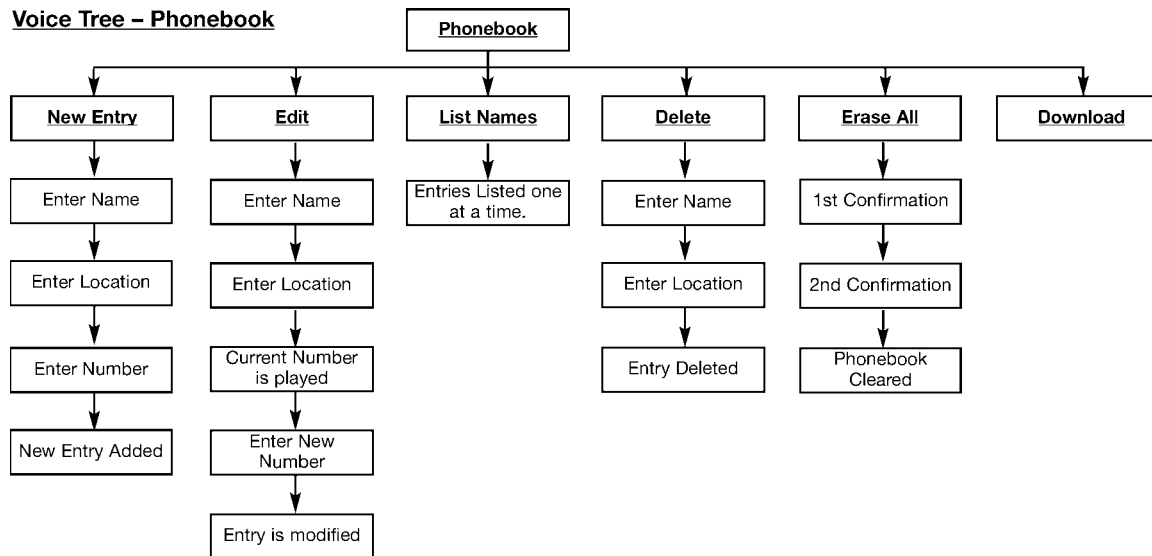 Voice Tree – Phonebook
Phonebook
New Entry
Edit
List Names
Delete
Erase All
Download
Enter Name
Enter Name
Entries Listed one
at a time.
Enter Name
1st Confirmation
Enter Location
Enter Location
Enter Location
2nd Confirmation
Enter Number
Current Number
is played
Entry Deleted
Phonebook
Cleared
New Entry Added
Enter New
Number
Entry is modified